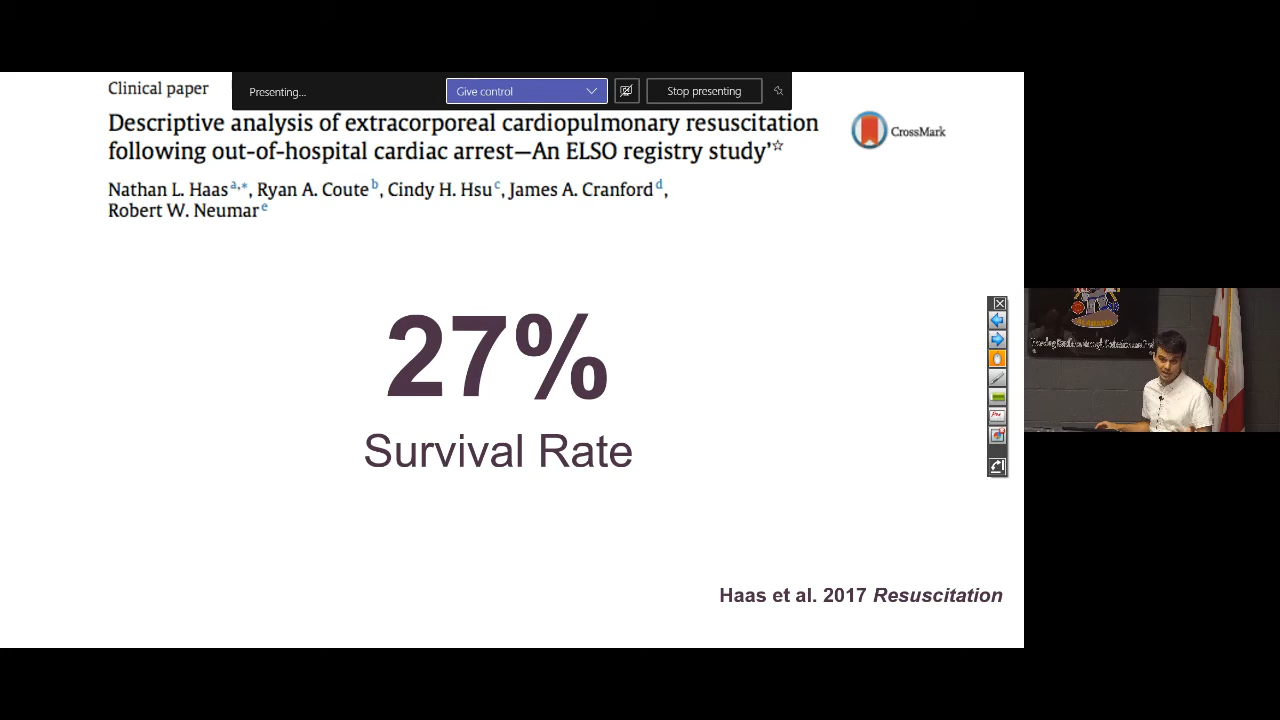 Clinical paper
Presenting...
Give control
Stop presenting
Descriptive analysis of extracorporeal cardiopulmonary resuscitation
following out-of-hospital cardiac arrest—An ELSO registry study’☆
CrossMark
Nathan L. Haas a,*, Ryan A. Coute b, Cindy H. Hsu c, James A. Cranford d,
Robert W. Neumar e
27%
Survival Rate
Haas et al. 2017 Resuscitation